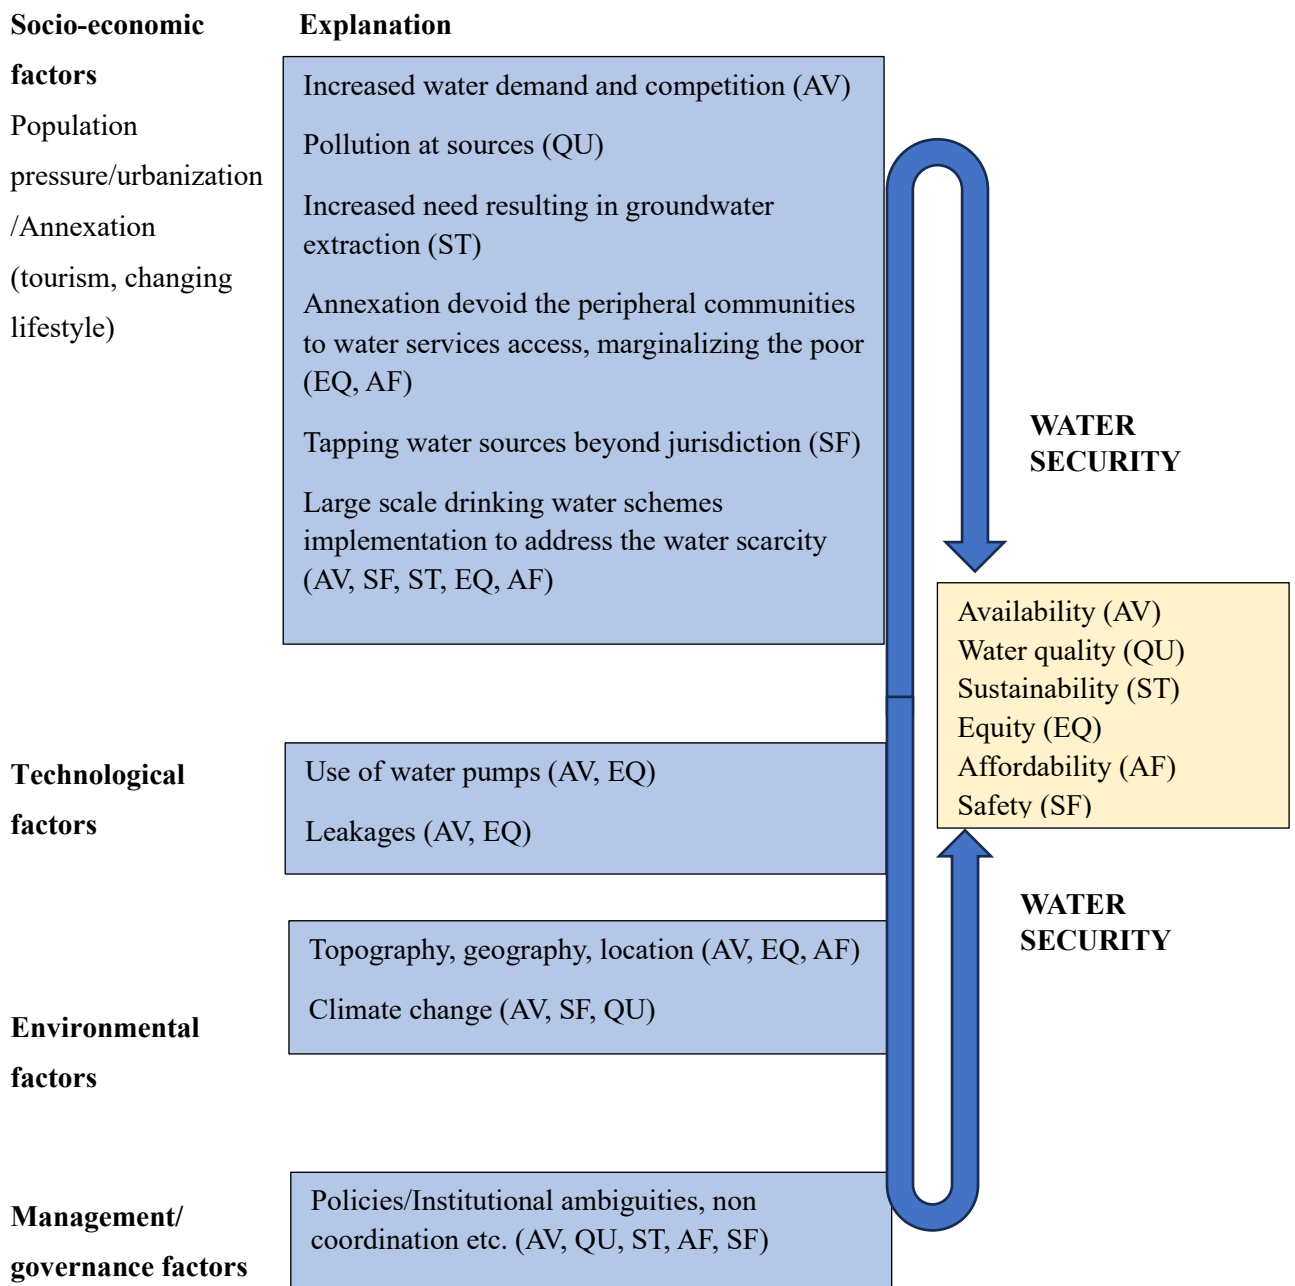 Socio-economic
factors
Population
pressure/urbanization
/Annexation
(tourism, changing
lifestyle)
Explanation
Increased water demand and competition (AV)
Pollution at sources (QU)
Increased need resulting in groundwater
extraction (ST)
Annexation devoid the peripheral communities
to water services access, marginalizing the poor
(EQ, AF)
Tapping water sources beyond jurisdiction (SF)
Large scale drinking water schemes
implementation to address the water scarcity
(AV, SF, ST, EQ, AF)
WATER
SECURITY
Availability (AV)
Water quality (QU)
Sustainability (ST)
Equity (EQ)
Affordability (AF)
Safety (SF)
Technological
factors
Use of water pumps (AV, EQ)
Leakages (AV, EQ)
WATER
SECURITY
Environmental
factors
Topography, geography, location (AV, EQ, AF)
Climate change (AV, SF, QU)
Management/
governance factors
Policies/Institutional ambiguities, non
coordination etc. (AV, QU, ST, AF, SF)